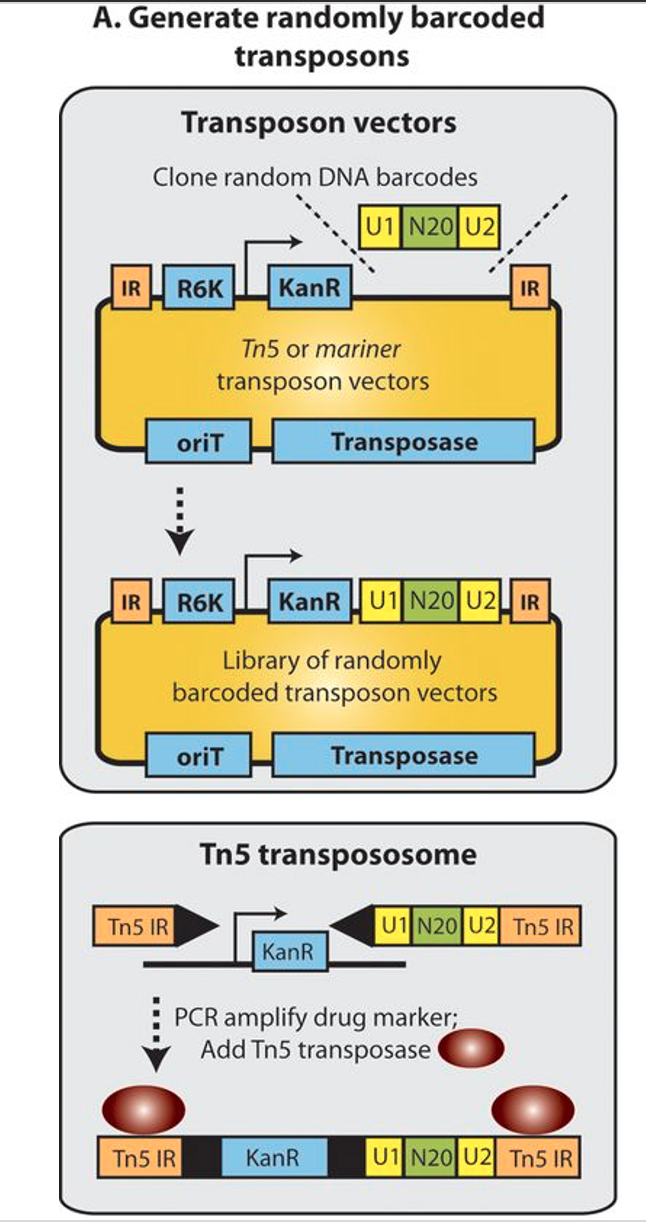 A. Generate randomly barcoded
transposons
Transposon vectors
Clone random DNA barcodes
U1 N20 U2
IR R6K KanR IR
Tn5 or mariner
transposon vectors
oriT Transposase
IR R6K KanR U1 N20 U2 IR
Library of randomly
barcoded transposon vectors
oriT Transposase
Tn5 transpososome
Tn5 IR U1 N20 U2 Tn5 IR
KanR
PCR amplify drug marker;
Add Tn5 transposase
Tn5 IR KanR U1 N20 U2 Tn5 IR